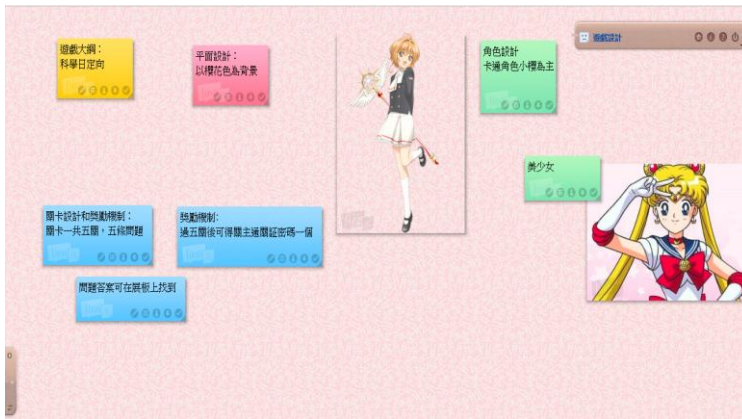 遊戲大綱：
科學日定向
平面設計：
以櫻花色為背景
角色設計
卡通角色小櫻為主
遊戲設計
美少女
關卡設計和獎勵機制：
關卡一共五關，五條問題
獎勵機制:
過五關後可得關主通關証密碼一個
問題答案可在展板上找到